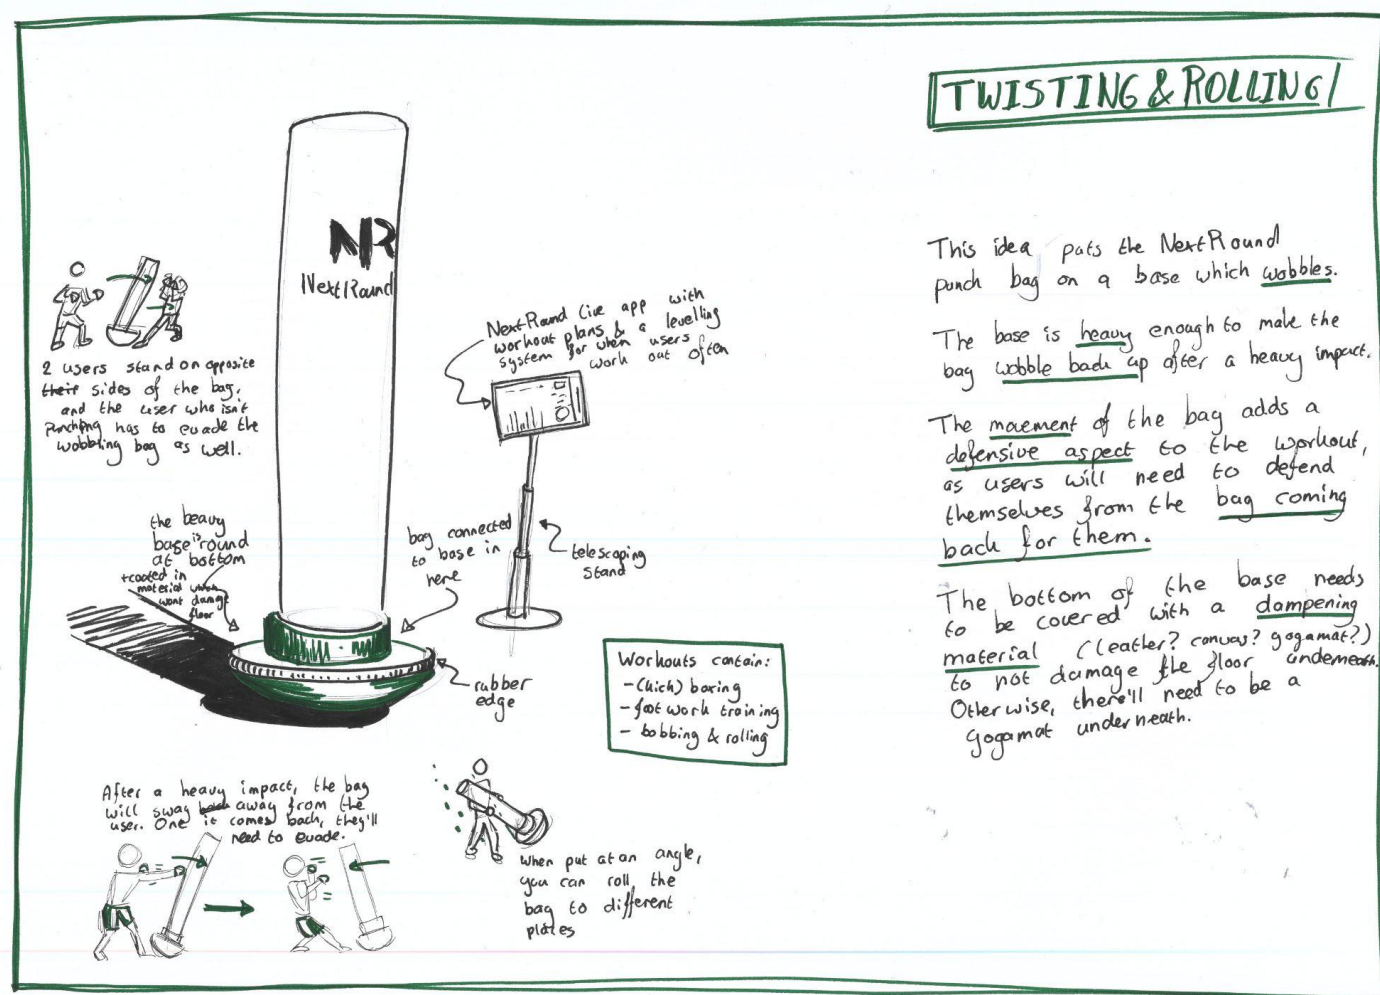 TWISTING & ROLLING/
This idea puts the NextRound
punch bag on a base which wobbles.
The base is heavy enough to make the
bag wobble back up after a heavy impact.
The movement of the bag adds a
defensive aspect to the workout,
as users will need to defend
themselves from the bag coming
back for them.
The bottom of the base needs
to be covered with a dampening
material (leather? canvas? yogamat?)
to not damage the floor underneath.
Otherwise, there'll need to be a
yogamat underneath.
NR
NextRound
2 users stand on opposite
their sides of the bag,
and the user who isn't
punching has to evade the
wobbling bag as well.
NextRound Live app with
workout plans & a levelling
system for when users
work out often
the heavy
base is round
at bottom
+ coated in
material which
wont damage
floor
bag connected
to base in
here
telescoping
stand
rubber
edge
Workouts contain:
- (kick) boxing
- footwork training
- bobbing & rolling
After a heavy impact, the bag
will sway back away from the
user. One it comes back, they'll
need to evade.
When put at an angle,
you can roll the
bag to different
places